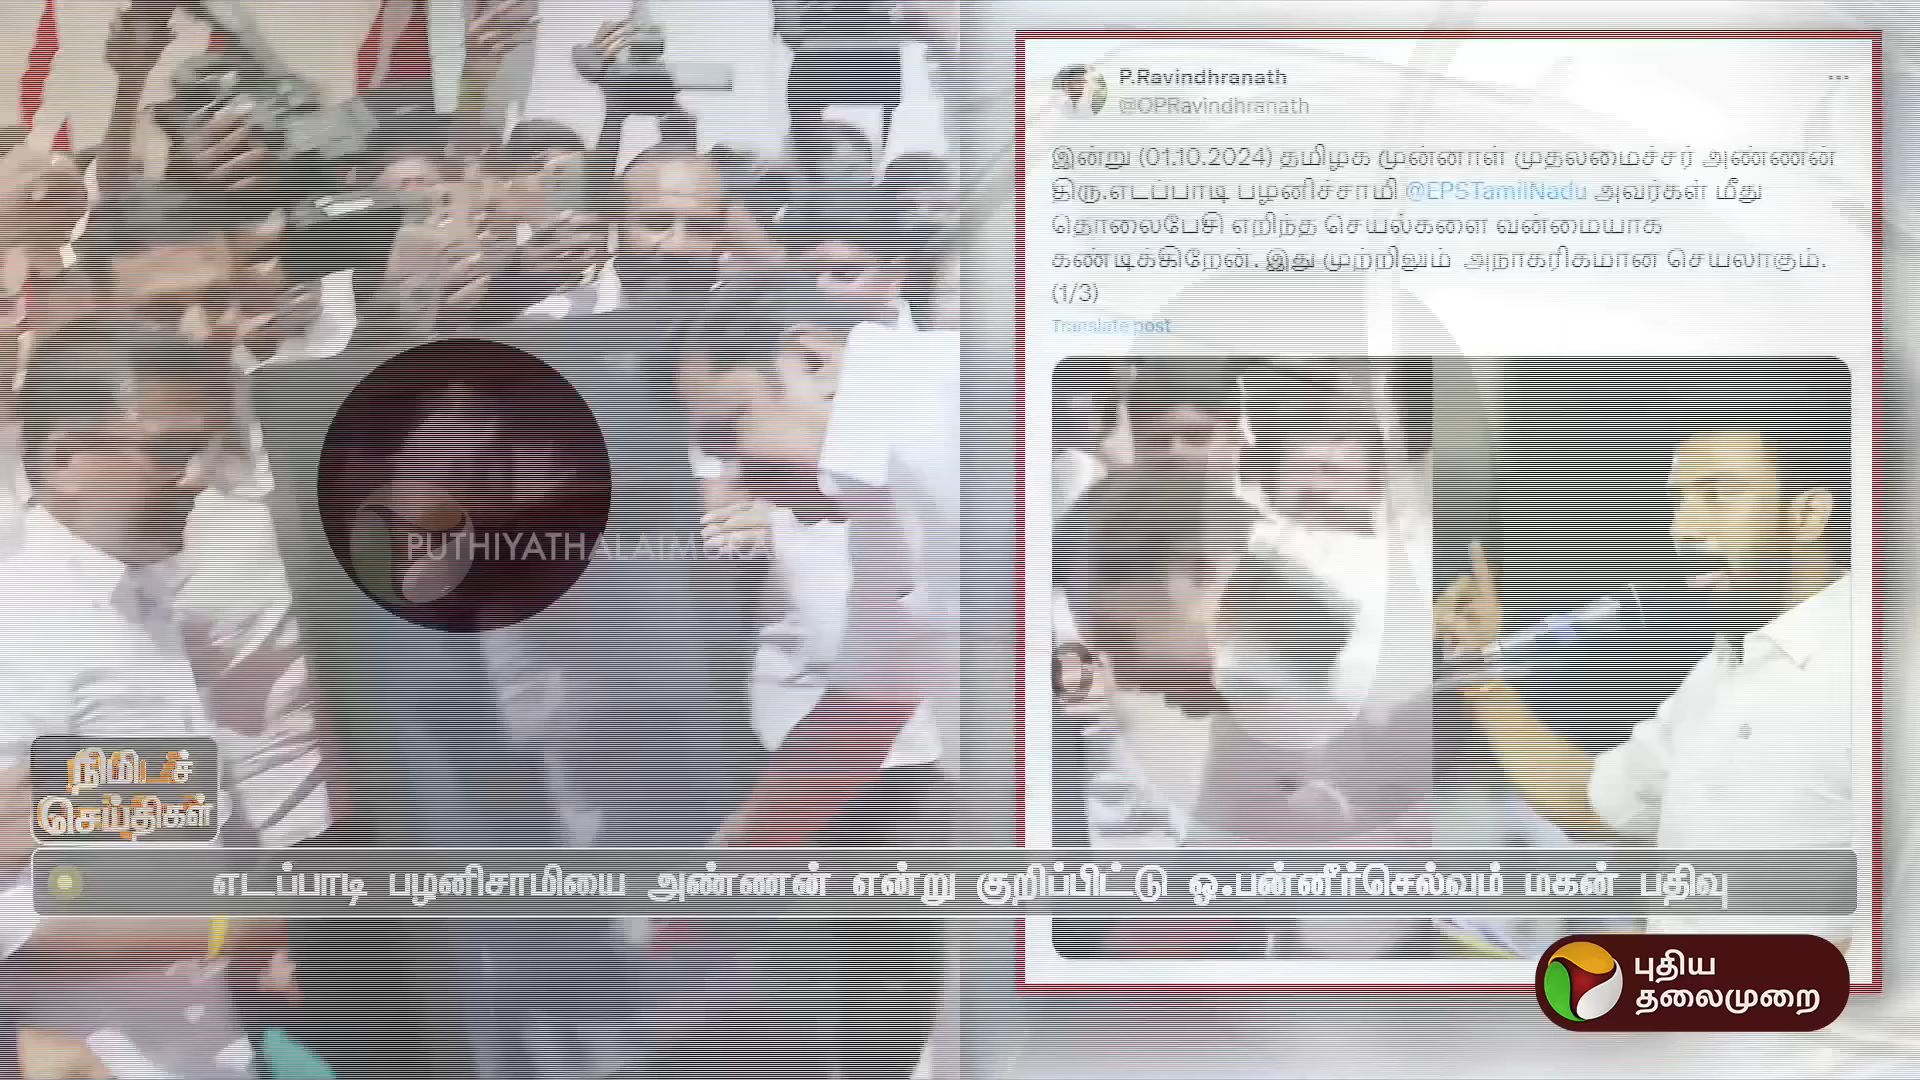 P.Ravindhranath
@OPRavindhranath
இன்று (01.10.2024) தமிழக முன்னாள் முதலமைச்சர் அண்ணன்
திரு.எடப்பாடி பழனிச்சாமி @EPSTamilNadu அவர்கள் மீது
தொலைபேசி எறிந்த செயல்களை வன்மையாக
கண்டிக்கிறேன். இது முற்றிலும் அநாகரிகமான செயலாகும்.
(1/3)
Translate post
PUTHIYATHALAIMURA
நிமிடச்
செய்திகள்
எடப்பாடி பழனிசாமியை அண்ணன் என்று குறிப்பிட்டு ஓ.பன்னீர்செல்வம் மகன் பதிவு
புதிய
தலைமுறை